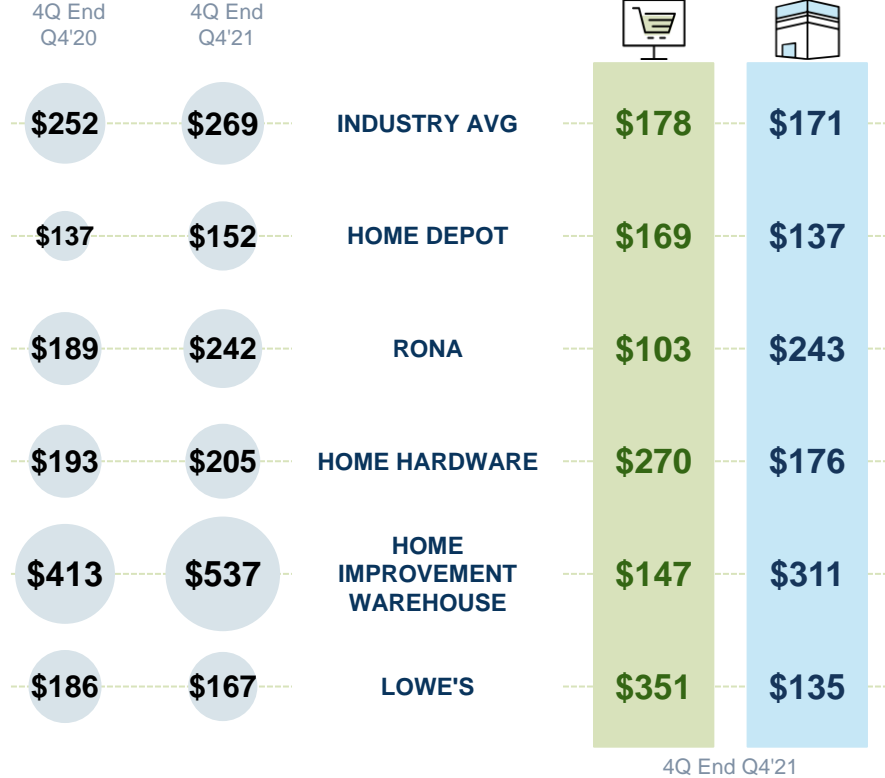 4Q End
Q4'20
4Q End
Q4'21
$252
$269
INDUSTRY AVG
$178
$171
$137
$152
HOME DEPOT
$169
$137
$189
$242
RONA
$103
$243
$193
$205
HOME HARDWARE
$270
$176
$413
$537
HOME
IMPROVEMENT
WAREHOUSE
$147
$311
$186
$167
LOWE'S
$351
$135
4Q End Q4'21